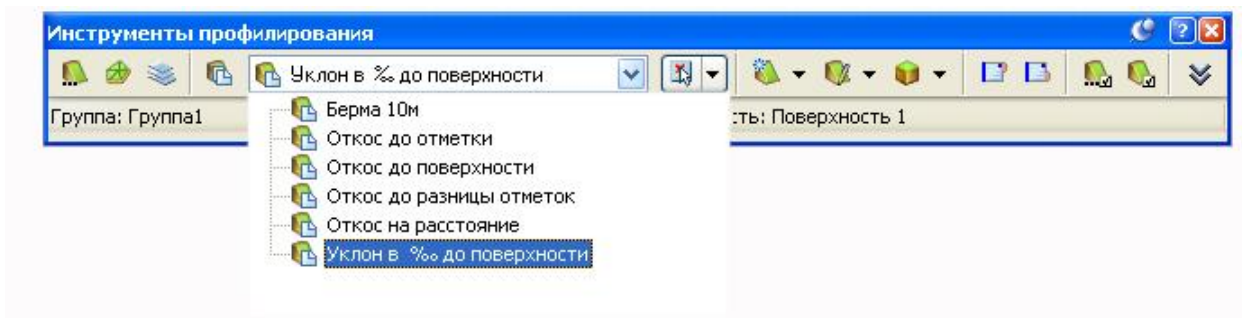 Инструменты профилирования
Уклон в ‰ до поверхности
Группа: Группа1
сть: Поверхность 1
Берма 10м
Откос до отметки
Откос до поверхности
Откос до разницы отметок
Откос на расстояние
Уклон в ‰ до поверхности